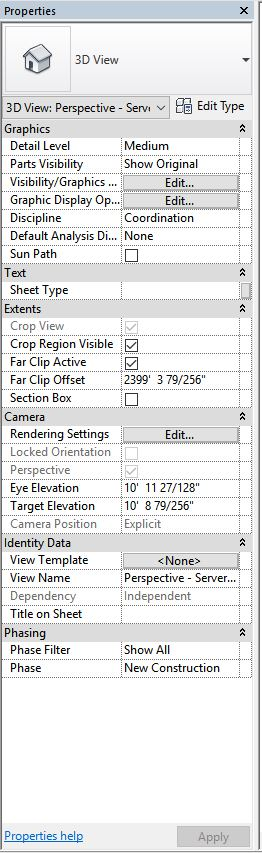 Properties
3D View
3D View: Perspective - Serve
Edit Type
Graphics
Detail Level Medium
Parts Visibility Show Original
Visibility/Graphics ... Edit...
Graphic Display Op... Edit...
Discipline Coordination
Default Analysis Di... None
Sun Path
Text
Sheet Type
Extents
Crop View
Crop Region Visible
Far Clip Active
Far Clip Offset 2399' 3 79/256"
Section Box
Camera
Rendering Settings Edit...
Locked Orientation
Perspective
Eye Elevation 10' 11 27/128"
Target Elevation 10' 8 79/256"
Camera Position Explicit
Identity Data
View Template <None>
View Name Perspective - Server...
Dependency Independent
Title on Sheet
Phasing
Phase Filter Show All
Phase New Construction
Properties help Apply